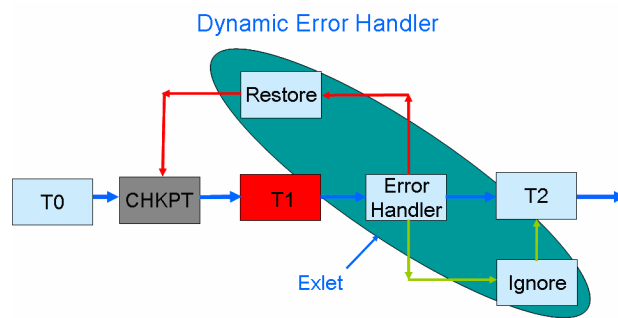 Dynamic Error Handler
Restore
T0
CHKPT
T1
Error
Handler
T2
Exlet
Ignore